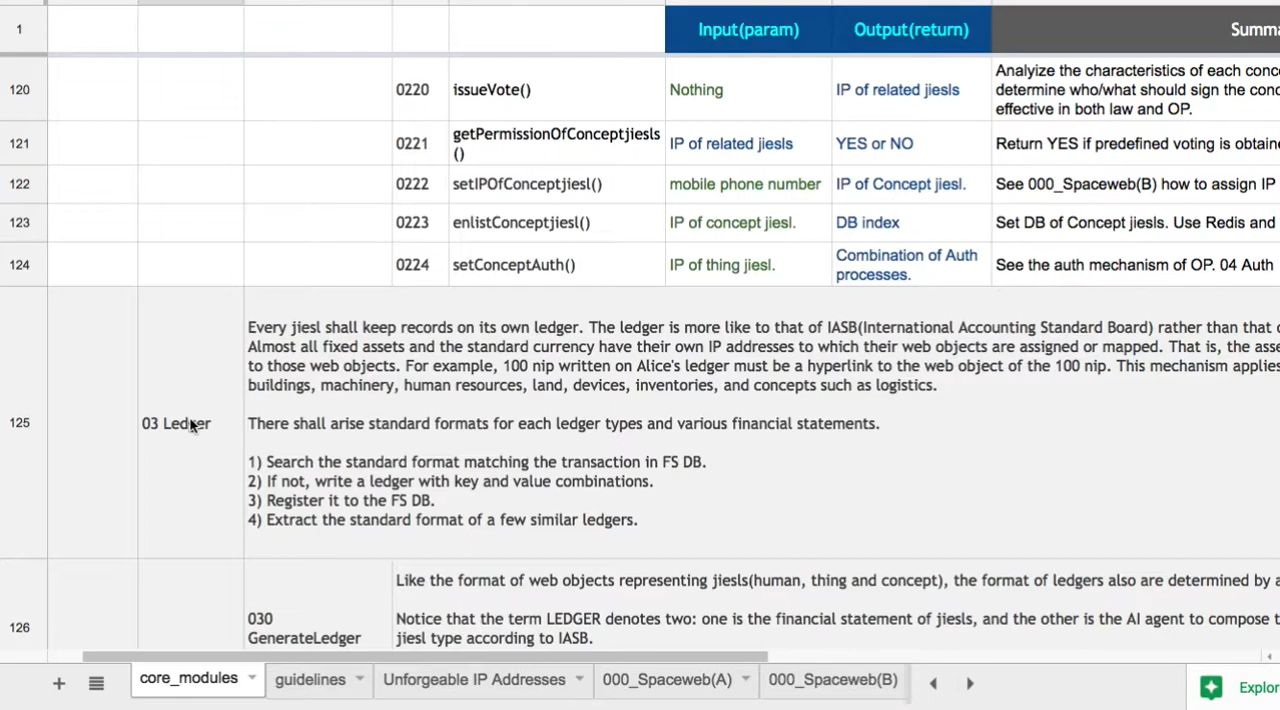 1
Input(param)
Output(return)
120
0220
issueVote()
Nothing
IP of related jiesls
Analyize the characteristics of each
determine who/what should sign the
effective in both law and OP.
121
0221
getPermissionOfConceptjiesls
()
IP of related jiesls
YES or NO
Return YES if predefined voting is
122
0222
setIPOfConceptjiesl()
mobile phone number
IP of Concept jiesl.
See 000_Spaceweb(B) how to assign IP
123
0223
enlistConceptjiesl()
IP of concept jiesl.
DB index
Set DB of Concept jiesls. Use Redis and
124
0224
setConceptAuth()
IP of thing jiesl.
Combination of Auth
processes.
See the auth mechanism of OP. 04 Auth
125
03 Ledger
Every jiesl shall keep records on its own ledger. The ledger is more like to that of IASB(International Accounting Standard Board) rather than that
Almost all fixed assets and the standard currency have their own IP addresses to which their web objects are assigned or mapped. That is, the
to those web objects. For example, 100 nip written on Alice's ledger must be a hyperlink to the web object of the 100 nip. This mechanism applies
buildings, machinery, human resources, land, devices, inventories, and concepts such as logistics.
There shall arise standard formats for each ledger types and various financial statements.
1) Search the standard format matching the transaction in FS DB.
2) If not, write a ledger with key and value combinations.
3) Register it to the FS DB.
4) Extract the standard format of a few similar ledgers.
126
030
GenerateLedger
Like the format of web objects representing jiesls(human, thing and concept), the format of ledgers also are determined by
Notice that the term LEDGER denotes two: one is the financial statement of jiesls, and the other is the AI agent to compose
jiesl type according to IASB.
+
core_modules
guidelines
Unforgeable IP Addresses
000_Spaceweb(A)
000_Spaceweb(B)